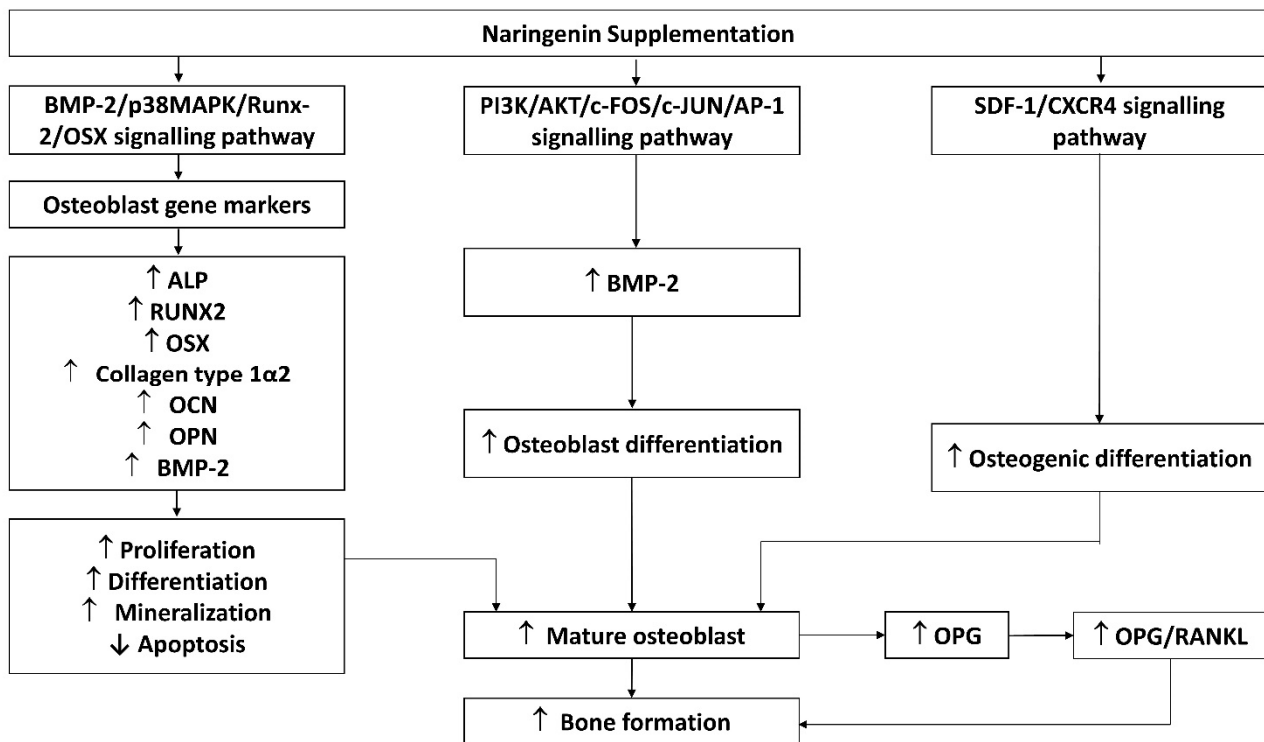 Naringenin Supplementation
BMP-2/p38MAPK/Runx-
2/OSX signalling pathway
PI3K/AKT/c-FOS/c-JUN/AP-1
signalling pathway
SDF-1/CXCR4 signalling
pathway
Osteoblast gene markers
↑ ALP
↑ RUNX2
↑ OSX
↑ Collagen type 1α2
↑ OCN
↑ OPN
↑ BMP-2
↑ BMP-2
↑ Osteoblast differentiation
↑ Osteogenic differentiation
↑ Proliferation
↑ Differentiation
↑ Mineralization
↓ Apoptosis
↑ Mature osteoblast
↑ OPG
↑ OPG/RANKL
↑ Bone formation